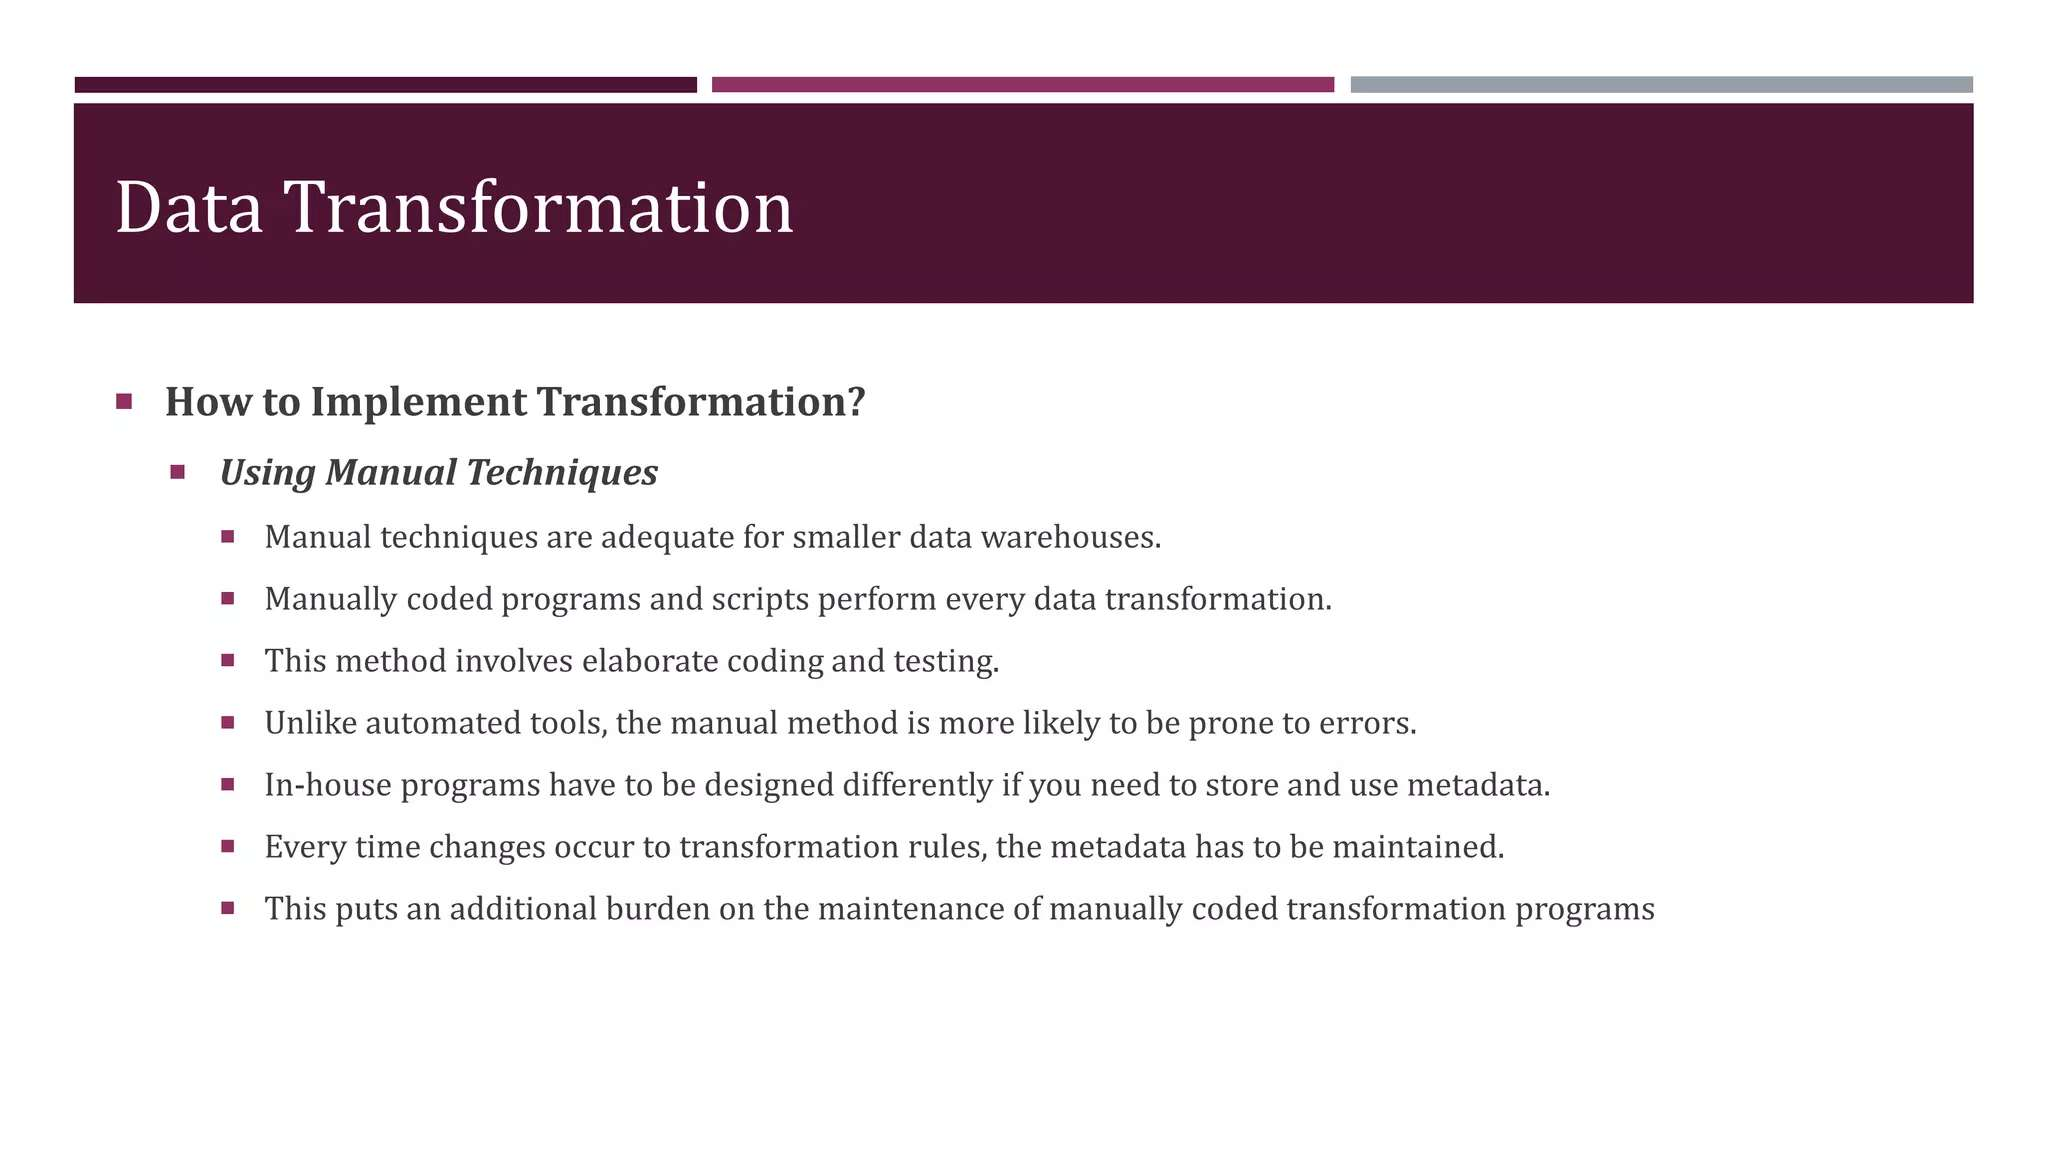 Data Transformation
How to Implement Transformation?
Using Manual Techniques
Manual techniques are adequate for smaller data warehouses.
Manually coded programs and scripts perform every data transformation.
This method involves elaborate coding and testing.
Unlike automated tools, the manual method is more likely to be prone to errors.
In-house programs have to be designed differently if you need to store and use metadata.
Every time changes occur to transformation rules, the metadata has to be maintained.
This puts an additional burden on the maintenance of manually coded transformation programs